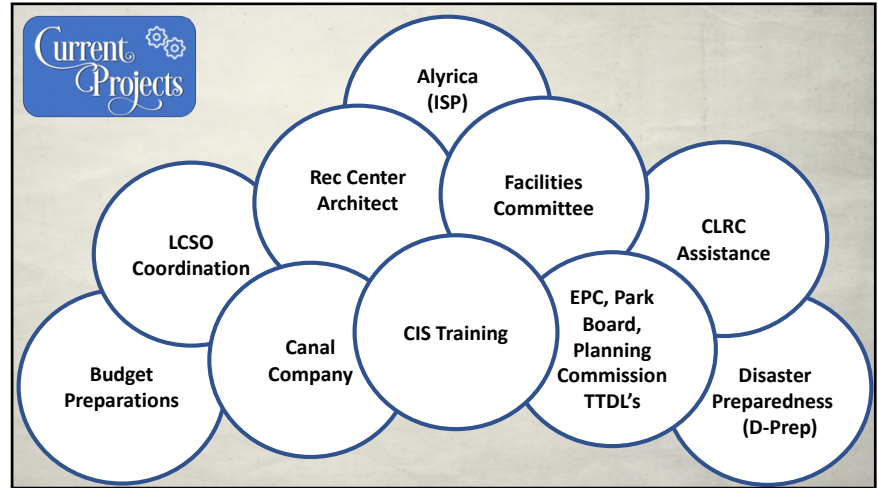 Current
Projects
Alyrica
(ISP)
Rec Center
Architect
Facilities
Committee
LCSO
Coordination
CLRC
Assistance
Budget
Preparations
Canal
Company
CIS Training
EPC, Park
Board,
Planning
Commission
TTDL’s
Disaster
Preparedness
(D-Prep)